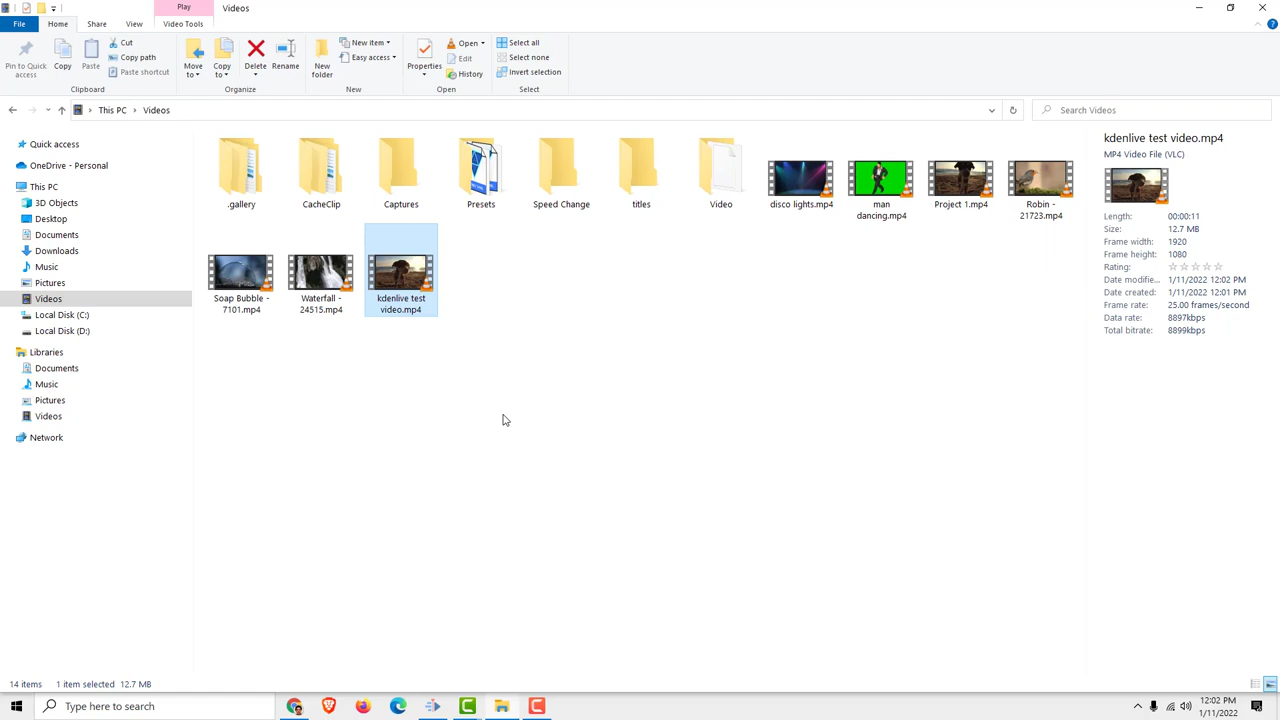 Play
Videos
File
Home
Share
View
Video Tools
Pin to Quick
access
Copy
Paste
Cut
Copy path
Paste shortcut
Clipboard
Move
to
Copy
to
Delete
Rename
Organize
New
folder
New item
Easy access
New
Properties
Open
Edit
History
Open
Select all
Select none
Invert selection
Select
This PC
Videos
Search Videos
Quick access
OneDrive - Personal
This PC
3D Objects
Desktop
Documents
Downloads
Music
Pictures
Videos
Local Disk (C:)
Local Disk (D:)
Libraries
Documents
Music
Pictures
Videos
Network
.gallery
CacheClip
Captures
Presets
Speed Change
titles
Video
disco lights.mp4
man
dancing.mp4
Project 1.mp4
Robin -
21723.mp4
Soap Bubble -
7101.mp4
Waterfall -
24515.mp4
kdenlive test
video.mp4
kdenlive test video.mp4
MP4 Video File (VLC)
Length: 00:00:11
Size: 12.7 MB
Frame width: 1920
Frame height: 1080
Rating:
Date modifie... 1/11/2022 12:02 PM
Date created: 1/11/2022 12:01 PM
Frame rate: 25.00 frames/second
Data rate: 8897kbps
Total bitrate: 8899kbps
14 items
1 item selected 12.7 MB
Type here to search
12:02 PM
1/11/2022